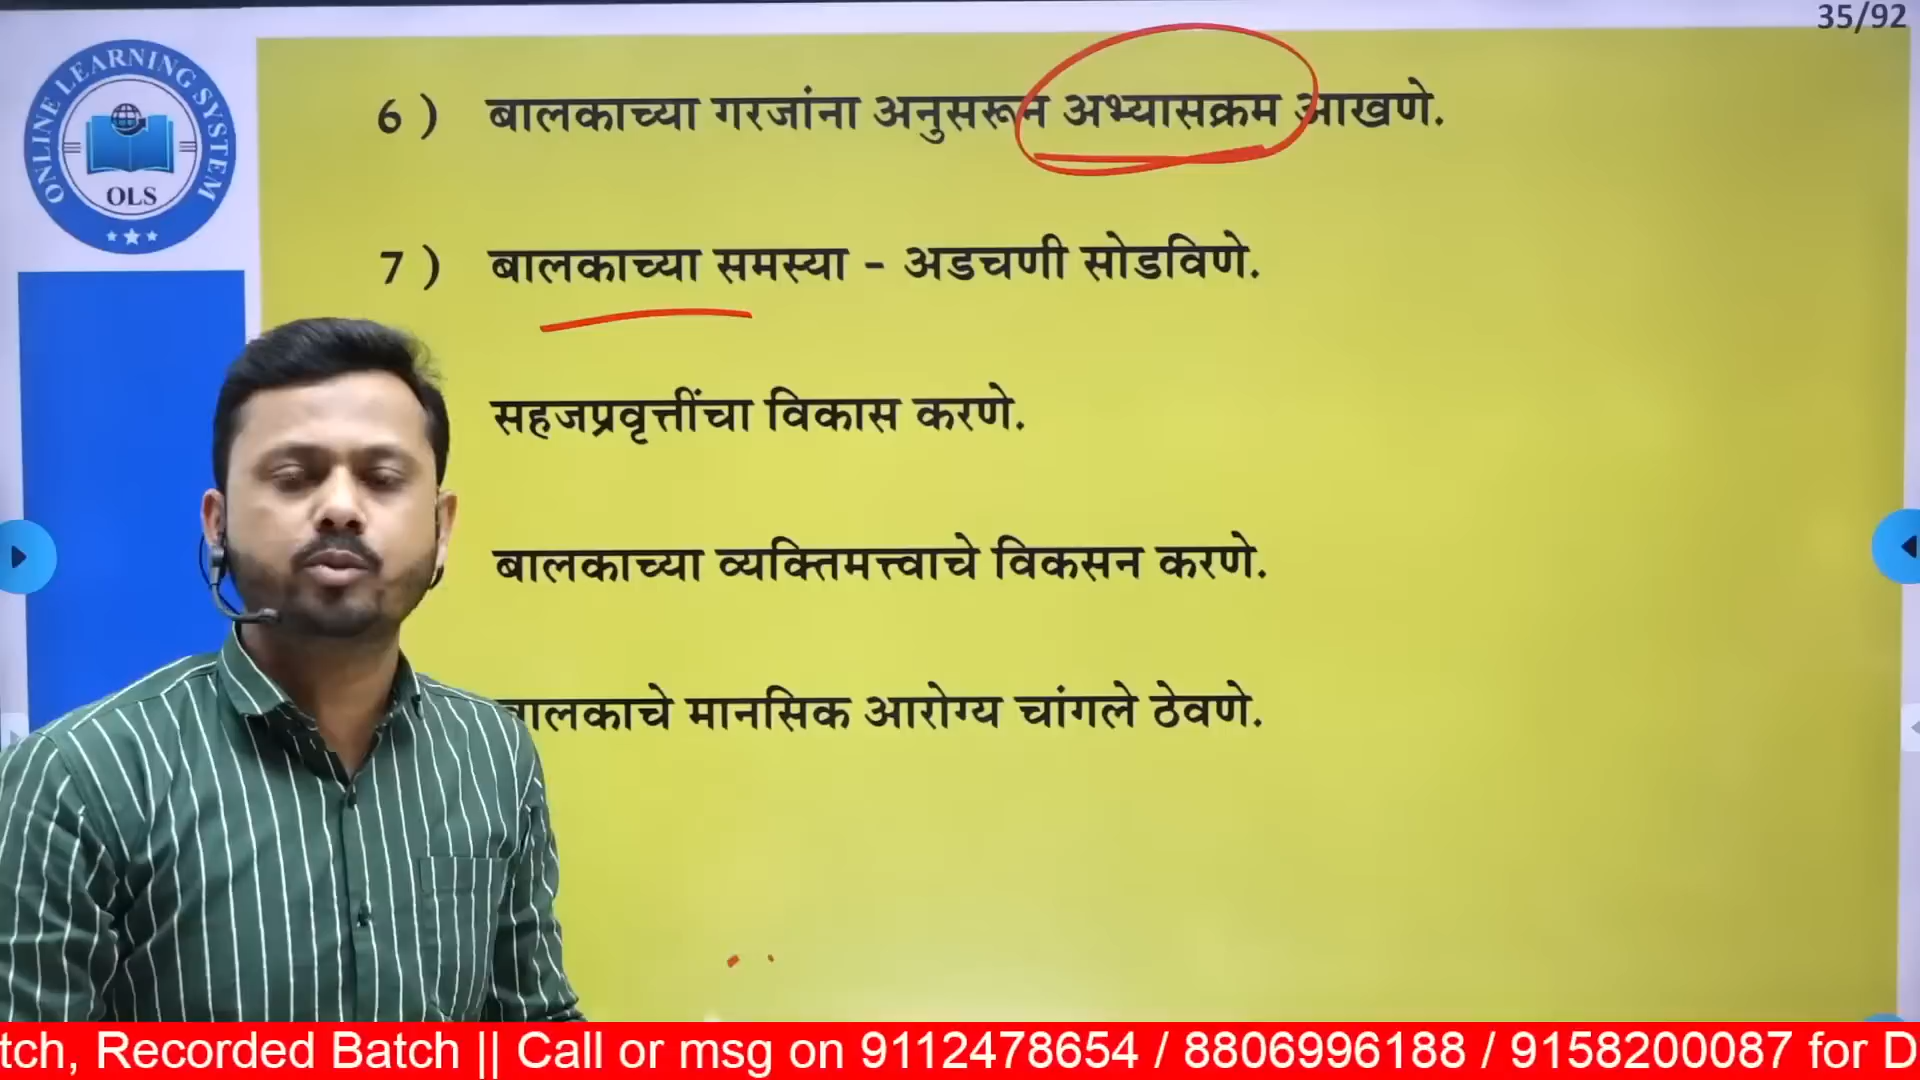 35/92
ONLINE LEARNING SYSTEM
OLS
6 ) बालकाच्या गरजांना अनुसरून अभ्यासक्रम आखणे.
7 ) बालकाच्या समस्या - अडचणी सोडविणे.
सहजप्रवृत्तींचा विकास करणे.
बालकाच्या व्यक्तिमत्त्वाचे विकसन करणे.
बालकाचे मानसिक आरोग्य चांगले ठेवणे.
tch, Recorded Batch || Call or msg on 9112478654 / 8806996188 / 9158200087 for D